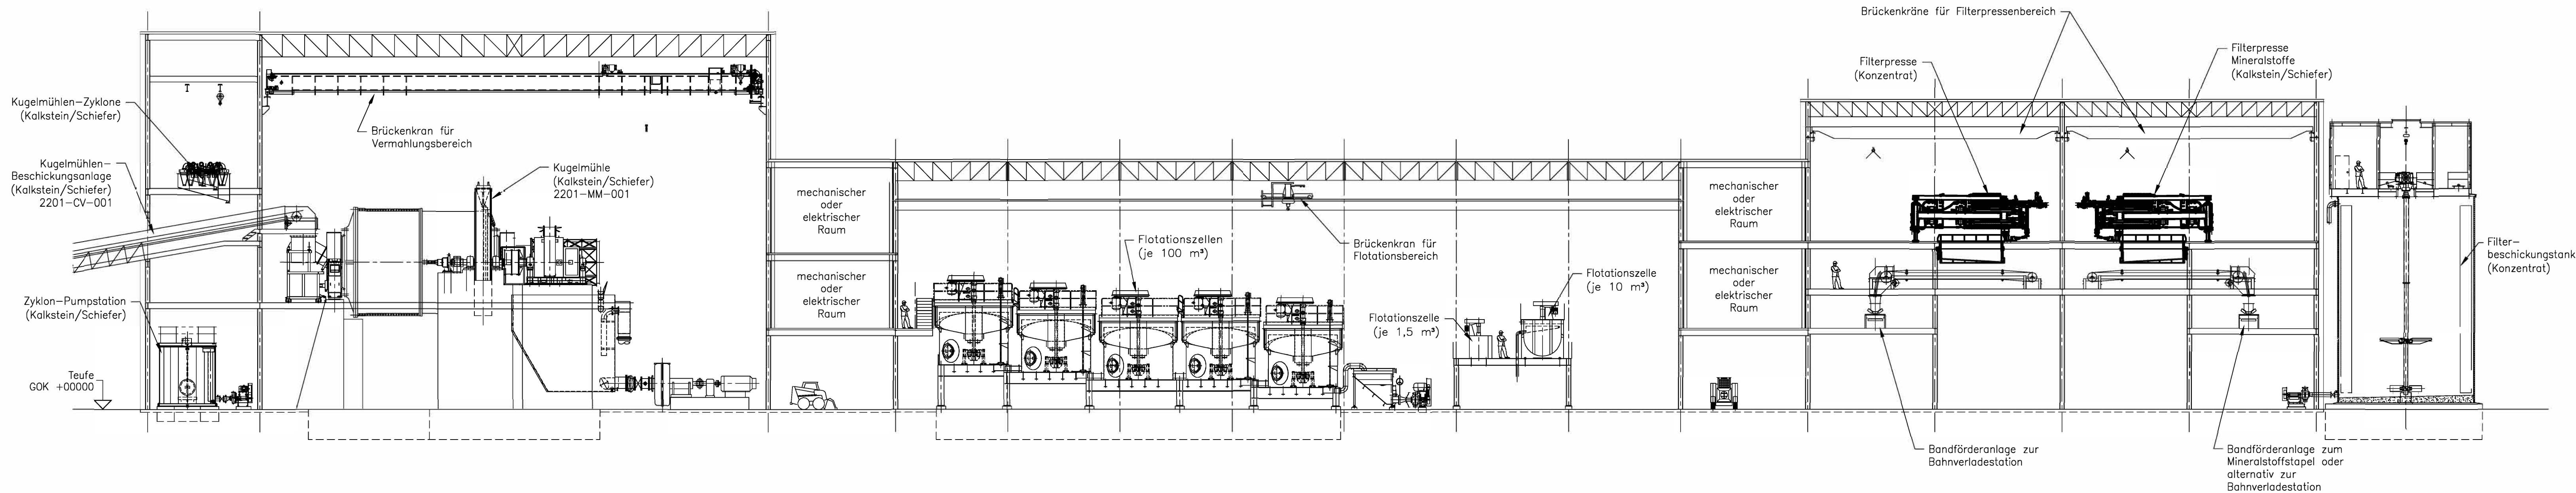 Kugelmühlen-Zyklone
(Kalkstein/Schiefer)
Kugelmühlen-
Beschickungsanlage
(Kalkstein/Schiefer)
2201-CV-001
Zyklon-Pumpstation
(Kalkstein/Schiefer)
Teufe
GOK +00000
Brückenkran für
Vermahlungsbereich
Kugelmühle
(Kalkstein/Schiefer)
2201-MM-001
mechanischer
oder
elektrischer
Raum
mechanischer
oder
elektrischer
Raum
Flotationszellen
(je 100 m³)
Brückenkran für
Flotationsbereich
Flotationszelle
(je 1,5 m³)
Flotationszelle
(je 10 m³)
mechanischer
oder
elektrischer
Raum
mechanischer
oder
elektrischer
Raum
Brückenkräne für Filterpressenbereich
Filterpresse
(Konzentrat)
Filterpresse
Mineralstoffe
(Kalkstein/Schiefer)
Filter-
beschickungstank
(Konzentrat)
Bandförderanlage zur
Bahnverladestation
Bandförderanlage zum
Mineralstoffstapel oder
alternativ zur
Bahnverladestation